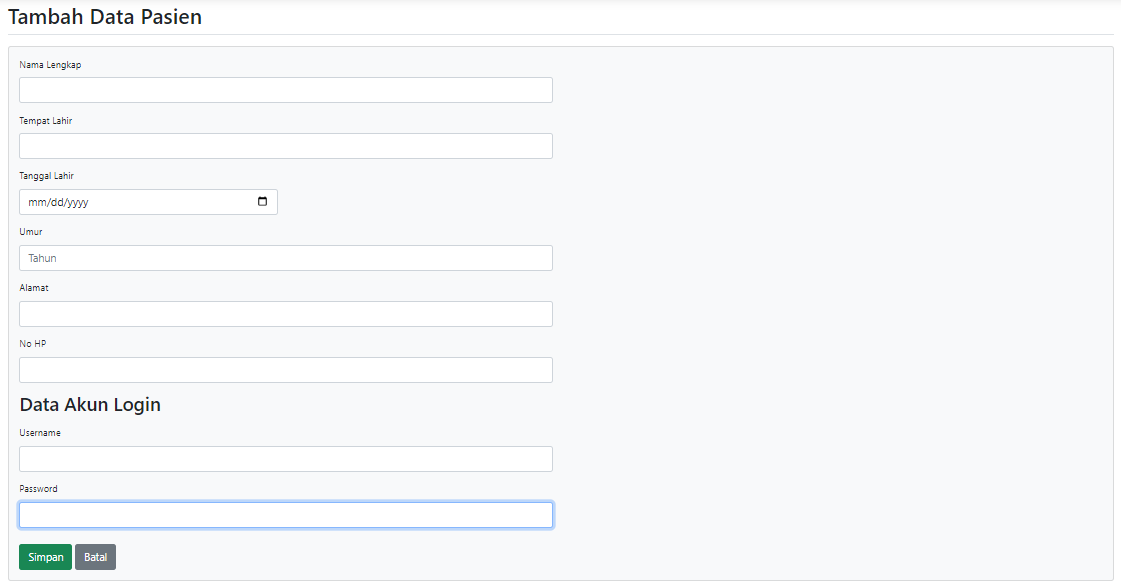 Tambah Data Pasien
Nama Lengkap
Tempat Lahir
Tanggal Lahir
mm/dd/yyyy
Umur
Tahun
Alamat
No HP
Data Akun Login
Username
Password
Simpan Batal